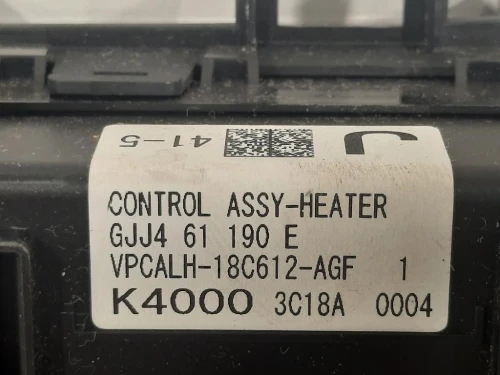 41-5 J
CONTROL ASSY-HEATER
GJJ4 61 190 E
VPCALH-18C612-AGF 1
K4000 3C18A 0004